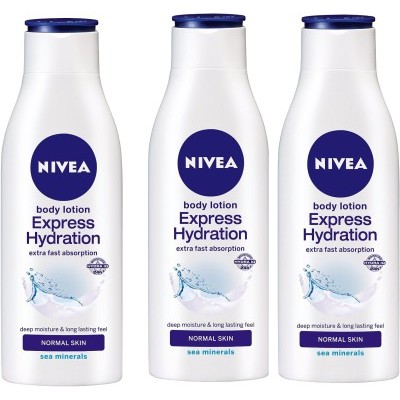 NIVEA
body lotion
Express
Hydration
extra fast absorption
deep moisture & long lasting feel
NORMAL SKIN
sea minerals
NIVEA
body lotion
Express
Hydration
extra fast absorption
deep moisture & long lasting feel
NORMAL SKIN
sea minerals
NIVEA
body lotion
Express
Hydration
extra fast absorption
deep moisture & long lasting feel
NORMAL SKIN
sea minerals